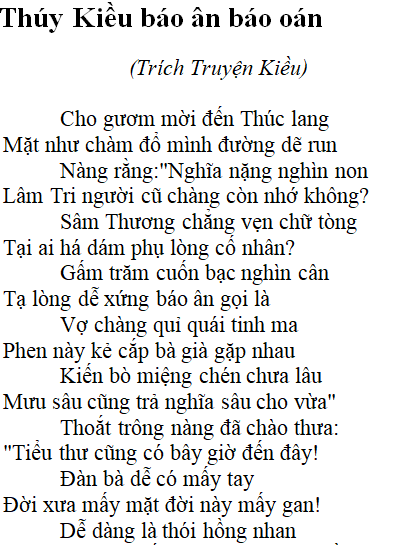 Thúy Kiều báo ân báo oán
(Trích Truyện Kiều)
Cho gươm mời đến Thúc lang
Mặt như chàm đổ mình đường dẽ run
Nàng rằng:"Nghĩa nặng nghìn non
Lâm Tri người cũ chàng còn nhớ không?
Sâm Thương chẳng vẹn chữ tòng
Tại ai há dám phụ lòng cố nhân?
Gấm trăm cuốn bạc nghìn cân
Tạ lòng dễ xứng báo ân gọi là
Vợ chàng quỉ quái tinh ma
Phen này kẻ cắp bà già gặp nhau
Kiến bò miệng chén chưa lâu
Mưu sâu cũng trả nghĩa sâu cho vừa"
Thoắt trông nàng đã chào thưa:
"Tiểu thư cũng có bây giờ đến đây!
Đàn bà dễ có mấy tay
Đời xưa mấy mặt đời này mấy gan!
Dễ dàng là thói hồng nhan